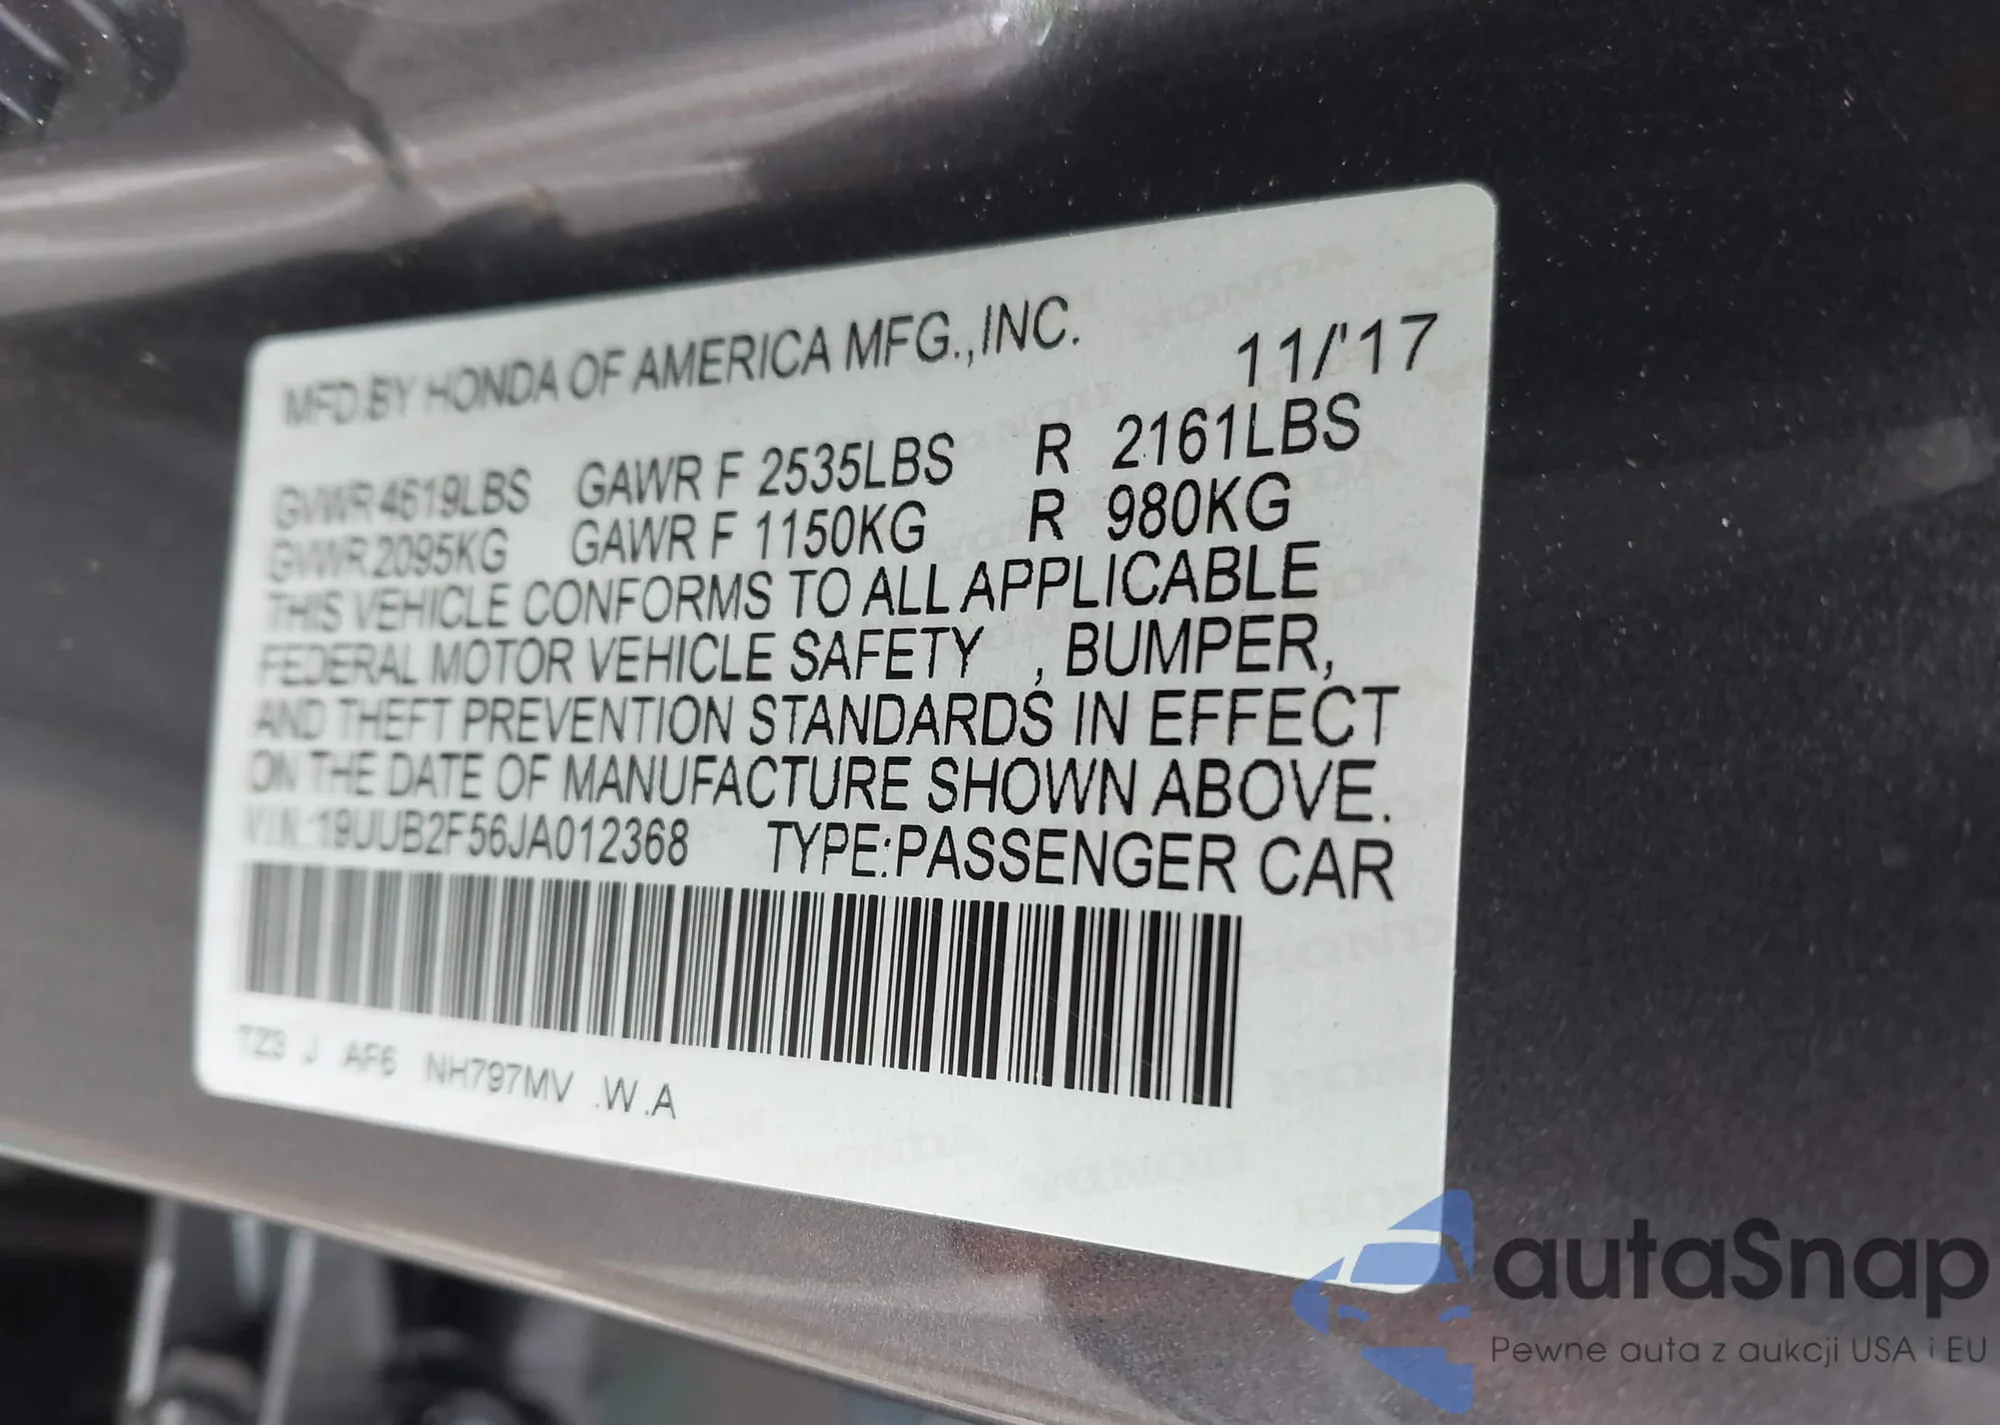 MFD.BY HONDA OF AMERICA MFG.,INC. 11/'17
GVWR 4619LBS GAWR F 2535LBS R 2161LBS
GVWR 2095KG GAWR F 1150KG R 980KG
THIS VEHICLE CONFORMS TO ALL APPLICABLE
FEDERAL MOTOR VEHICLE SAFETY , BUMPER,
AND THEFT PREVENTION STANDARDS IN EFFECT
ON THE DATE OF MANUFACTURE SHOWN ABOVE.
V.I.N.:19UUB2F56JA012368 TYPE:PASSENGER CAR
TZ3 J AF6 NH797MV .W.A
autaSnap
Pewne auta z aukcji USA i EU